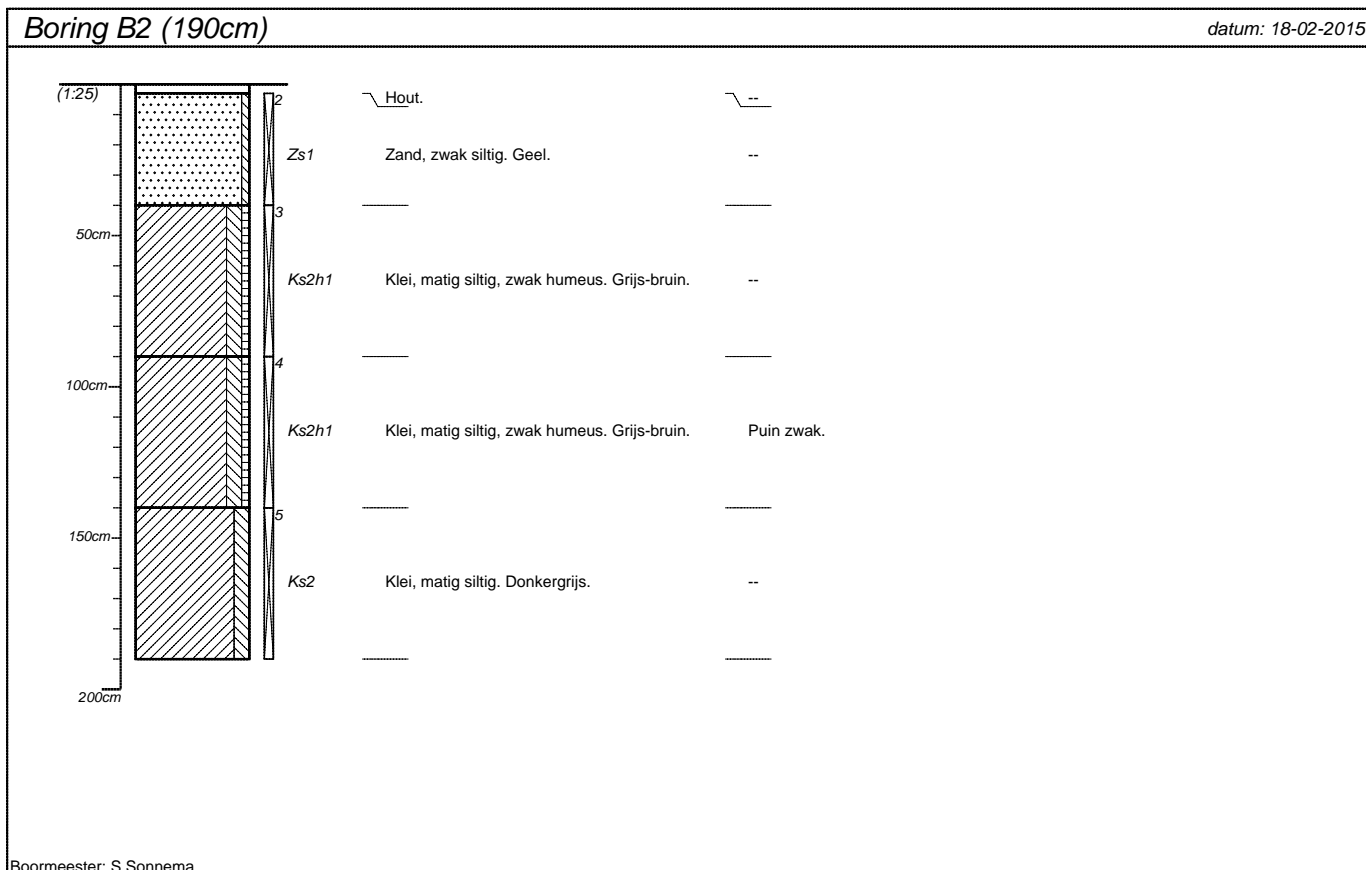 Boring B2 (190cm) datum: 18-02-2015
(1:25) 2 Hout. --
Zs1 Zand, zwak siltig. Geel. --
3
50cm
Ks2h1 Klei, matig siltig, zwak humeus. Grijs-bruin. --
4
100cm
Ks2h1 Klei, matig siltig, zwak humeus. Grijs-bruin. Puin zwak.
5
150cm
Ks2 Klei, matig siltig. Donkergrijs. --
200cm
Boormeester: S Sonnema